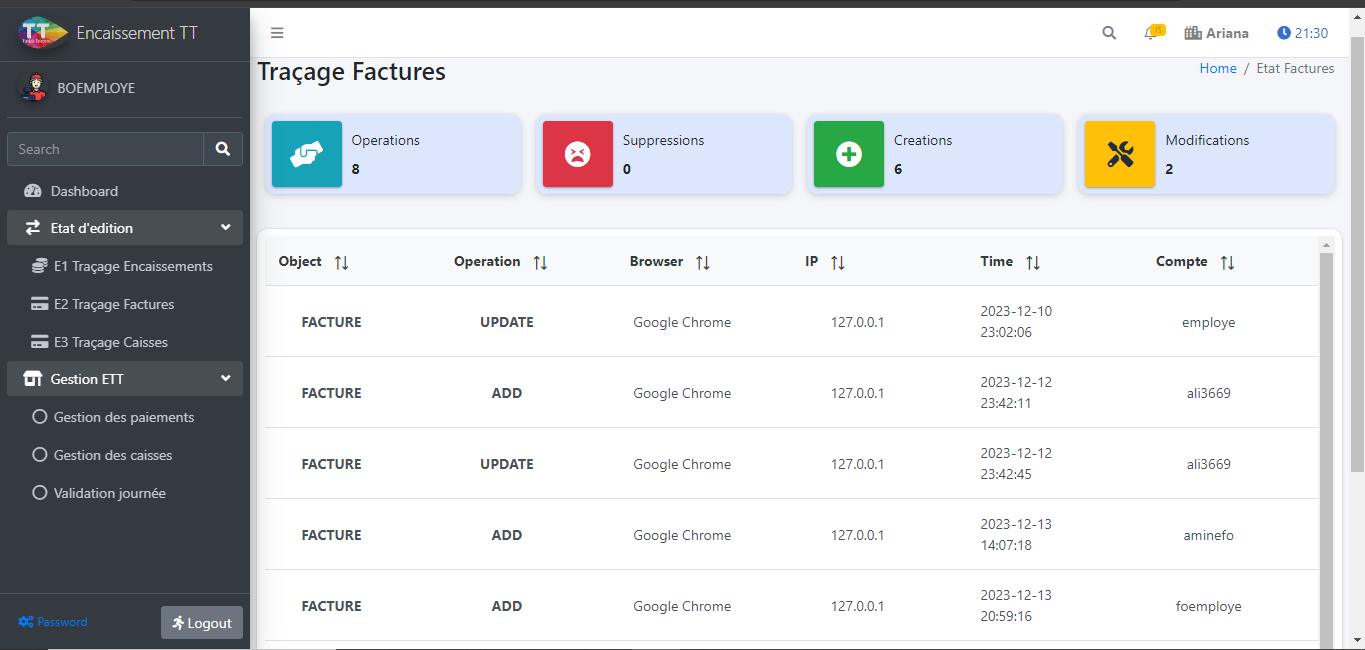 TT
Encaissement TT
BOEMPLOYE
Search
Dashboard
Etat d'edition
E1 Traçage Encaissements
E2 Traçage Factures
E3 Traçage Caisses
Gestion ETT
Gestion des paiements
Gestion des caisses
Validation journée
Password
Logout
15
Ariana
21:30
Traçage Factures
Home / Etat Factures
Operations
8
Suppressions
0
Creations
6
Modifications
2
Object Operation Browser IP Time Compte
FACTURE UPDATE Google Chrome 127.0.0.1 2023-12-10 23:02:06 employe
FACTURE ADD Google Chrome 127.0.0.1 2023-12-12 23:42:11 ali3669
FACTURE UPDATE Google Chrome 127.0.0.1 2023-12-12 23:42:45 ali3669
FACTURE ADD Google Chrome 127.0.0.1 2023-12-13 14:07:18 aminefo
FACTURE ADD Google Chrome 127.0.0.1 2023-12-13 20:59:16 foemploye